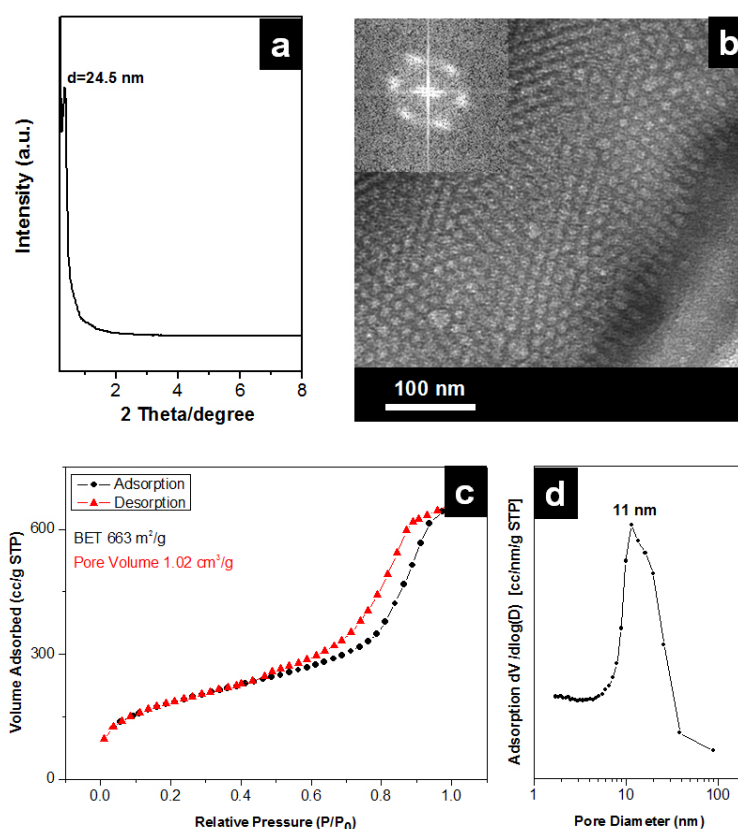 a
d=24.5 nm
Intensity (a.u.)
2 4 6 8
2 Theta/degree
b
100 nm
c
Adsorption
Desorption
BET 663 m²/g
Pore Volume 1.02 cm³/g
600
300
0
Volume Adsorbed (cc/g STP)
0.0 0.2 0.4 0.6 0.8 1.0
Relative Pressure (P/P₀)
d
11 nm
Adsorption dV /dlog(D) [cc/nm/g STP]
1 10 100
Pore Diameter (nm)